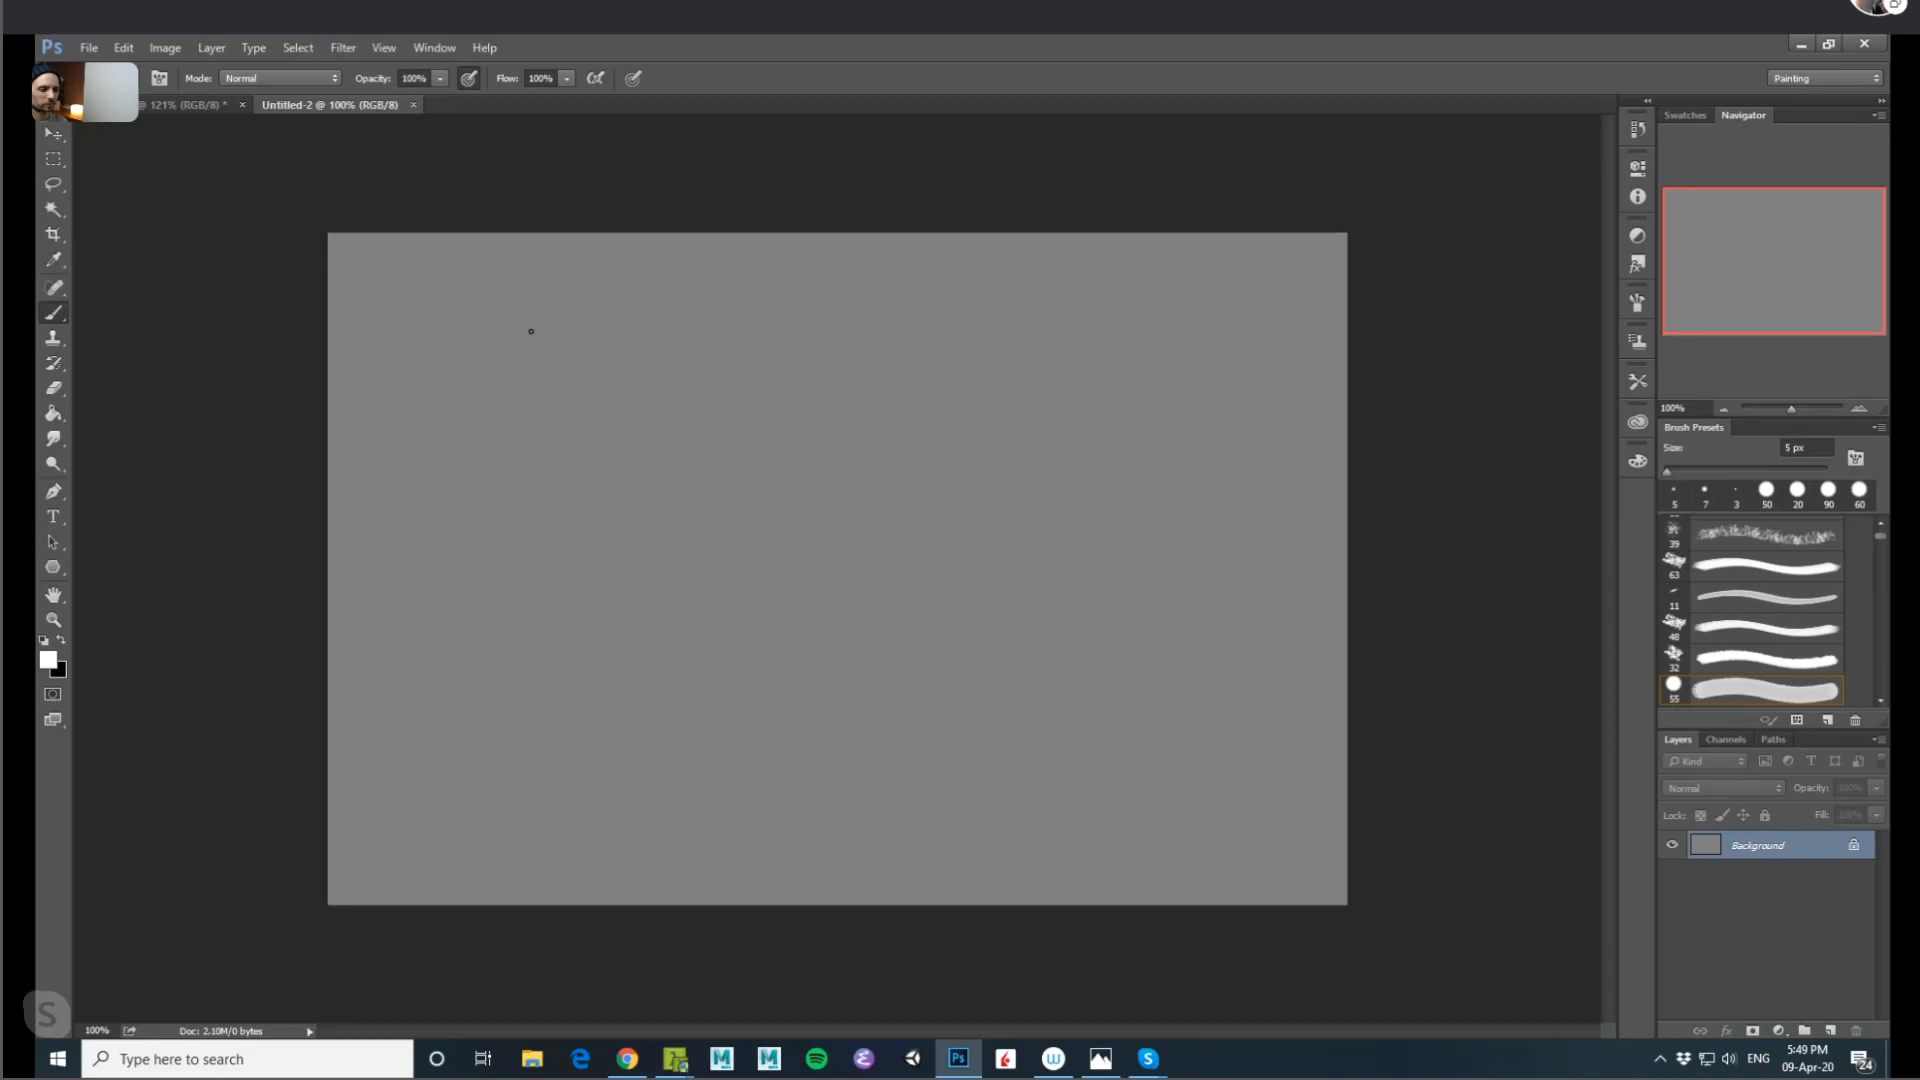 Ps File Edit Image Layer Type Select Filter View Window Help
Mode: Normal Opacity: 100% Flow: 100% Painting
@ 121% (RGB/8) * × Untitled-2 @ 100% (RGB/8) ×
Swatches Navigator
100%
Brush Presets
Size: 5 px
5 7 3 50 20 90 60
39
63
11
48
32
55
Layers Channels Paths
Kind
Normal Opacity: 100%
Lock: Fill: 100%
Background
100% Doc: 2.10M/0 bytes
Type here to search
ENG
5:49 PM
09-Apr-20
24